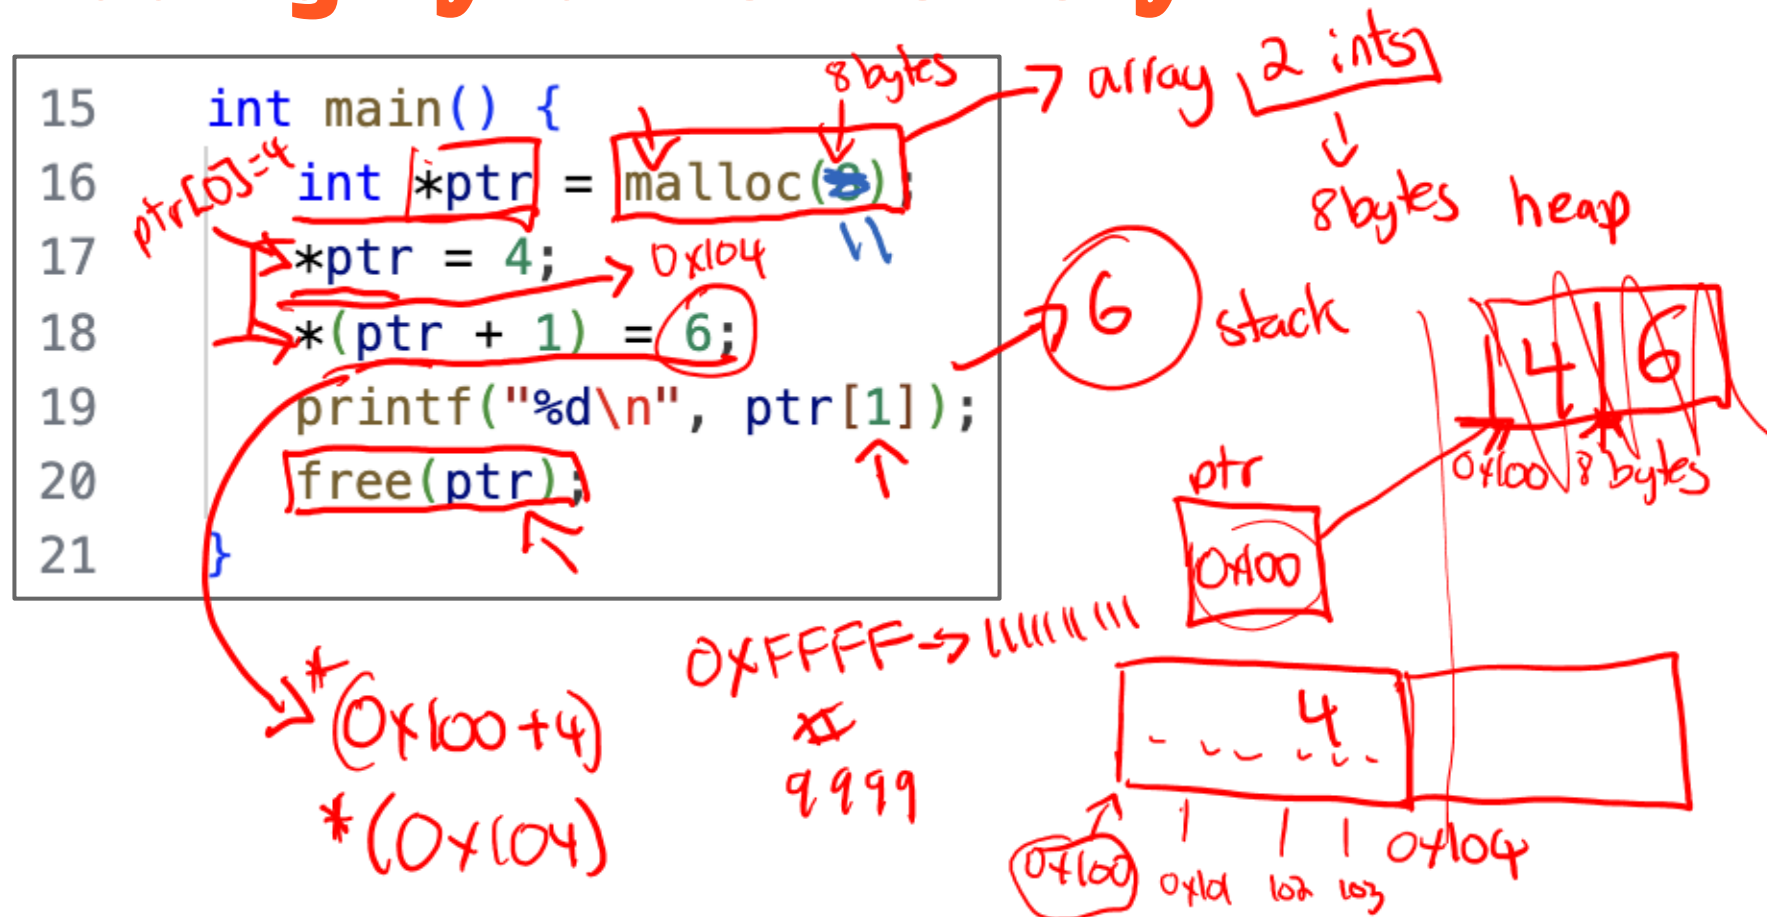 8 bytes
array 2 ints
8 bytes
15 int main() {
ptr[0]=4
16 int *ptr = malloc();
17 *ptr = 4;
0x104
18 *(ptr + 1) = 6;
19 printf("%d\n", ptr[1]);
20 free(ptr);
21 }
6
stack
heap
4 6
0x100 8 bytes
ptr
0x100
0xFFFF → 11111111111
9999
*(0x100+4)
*(0x104)
4
0x100 0x101 102 103 0x104